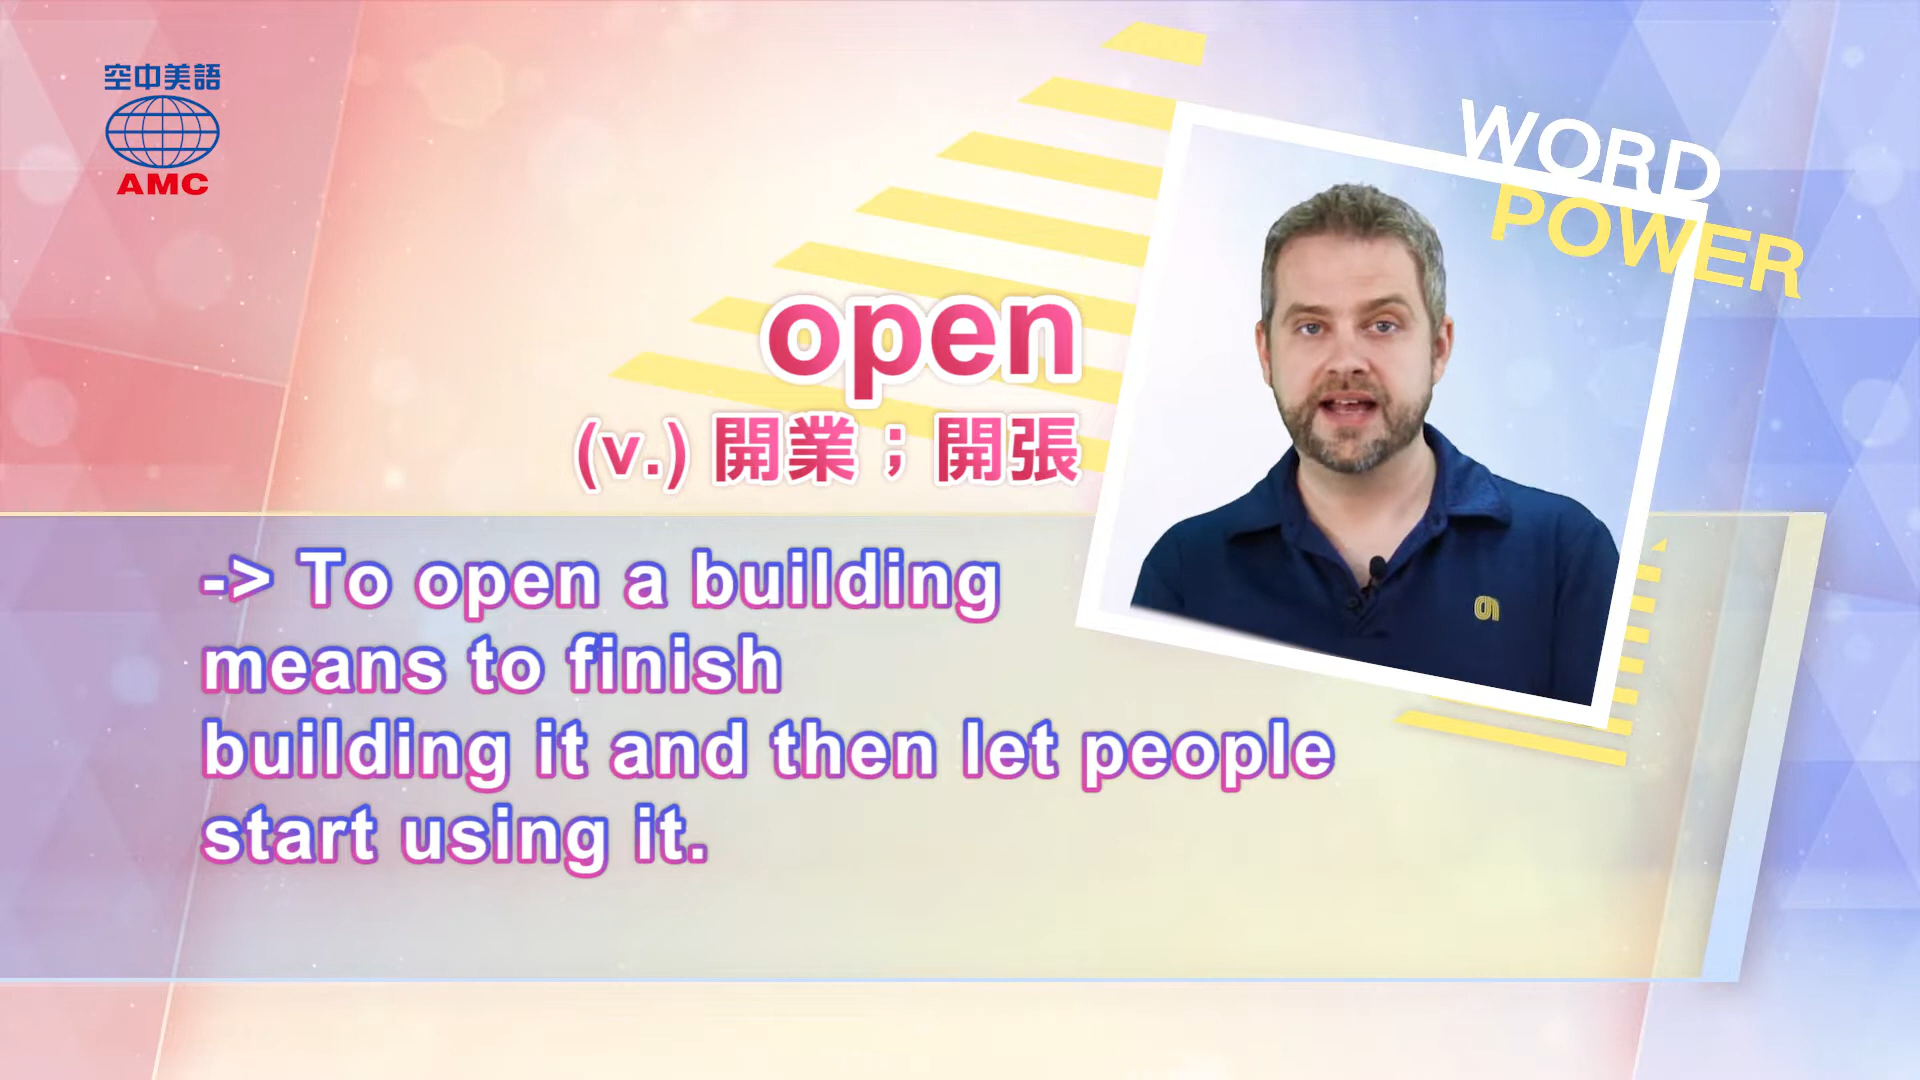 空中美語
AMC
WORD
POWER
open
(v.) 開業；開張
-> To open a building
means to finish
building it and then let people
start using it.